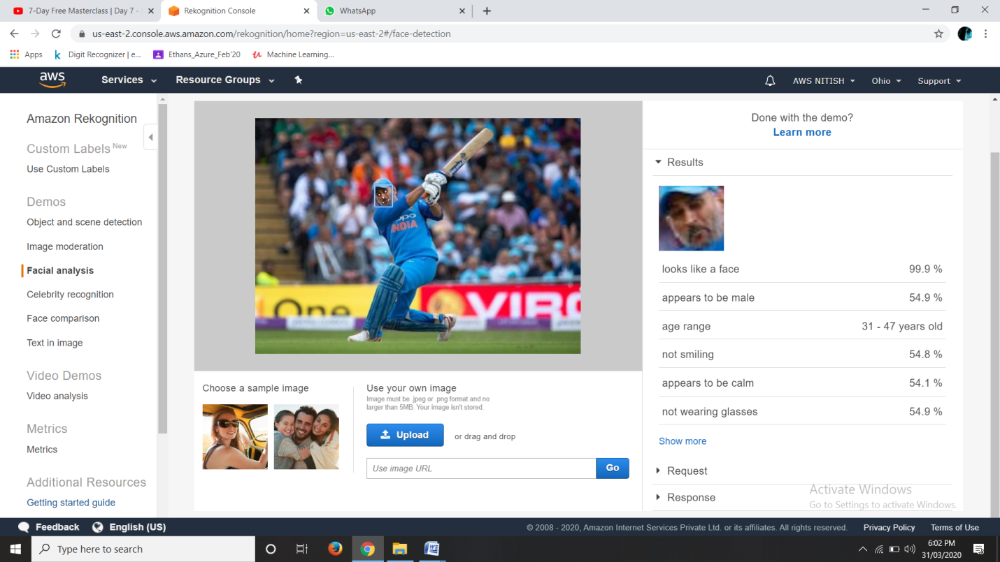 7-Day Free Masterclass | Day 7 -
Rekognition Console
WhatsApp
us-east-2.console.aws.amazon.com/rekognition/home?region=us-east-2#/face-detection
Apps
Digit Recognizer | e...
Ethans_Azure_Feb'20
Machine Learning...
aws
Services
Resource Groups
AWS NITISH
Ohio
Support
Amazon Rekognition
Custom Labels New
Use Custom Labels
Demos
Object and scene detection
Image moderation
Facial analysis
Celebrity recognition
Face comparison
Text in image
Video Demos
Video analysis
Metrics
Metrics
Additional Resources
Getting started guide
oppo
INDIA
One
VIRG
Choose a sample image
Use your own image
Image must be .jpeg or .png format and no
larger than 5MB. Your image isn't stored.
Upload
or drag and drop
Use image URL
Go
Done with the demo?
Learn more
Results
looks like a face 99.9 %
appears to be male 54.9 %
age range 31 - 47 years old
not smiling 54.8 %
appears to be calm 54.1 %
not wearing glasses 54.9 %
Show more
Request
Response
Activate Windows
Go to Settings to activate Windows.
Feedback
English (US)
© 2008 - 2020, Amazon Internet Services Private Ltd. or its affiliates. All rights reserved.
Privacy Policy
Terms of Use
Type here to search
6:02 PM
31/03/2020